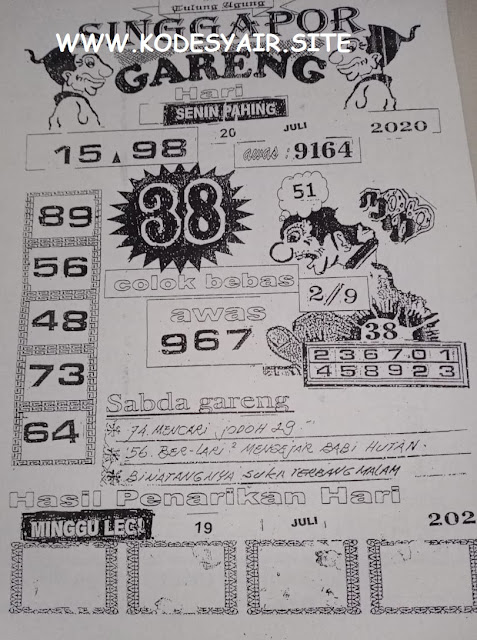 Tulung Agung
SINGGAPOR
WWW.KODESYAIR.SITE
GARENG
Hari
SENIN PAHING
20 JULI 2020
15 98 awas : 9164
89
38
51
56
colok bebas
2//9
48
awas
967
38
236701
458923
73
64
Sabda gareng
* 74. MENCARI JODOH 29
* 56. BER-LARI² MENGEJAR BABI HUTAN.
* BINATANGNYA SUKA TERBANG MALAM
Hasil Penarikan Hari
MINGGU LEGI 19 JULI 202